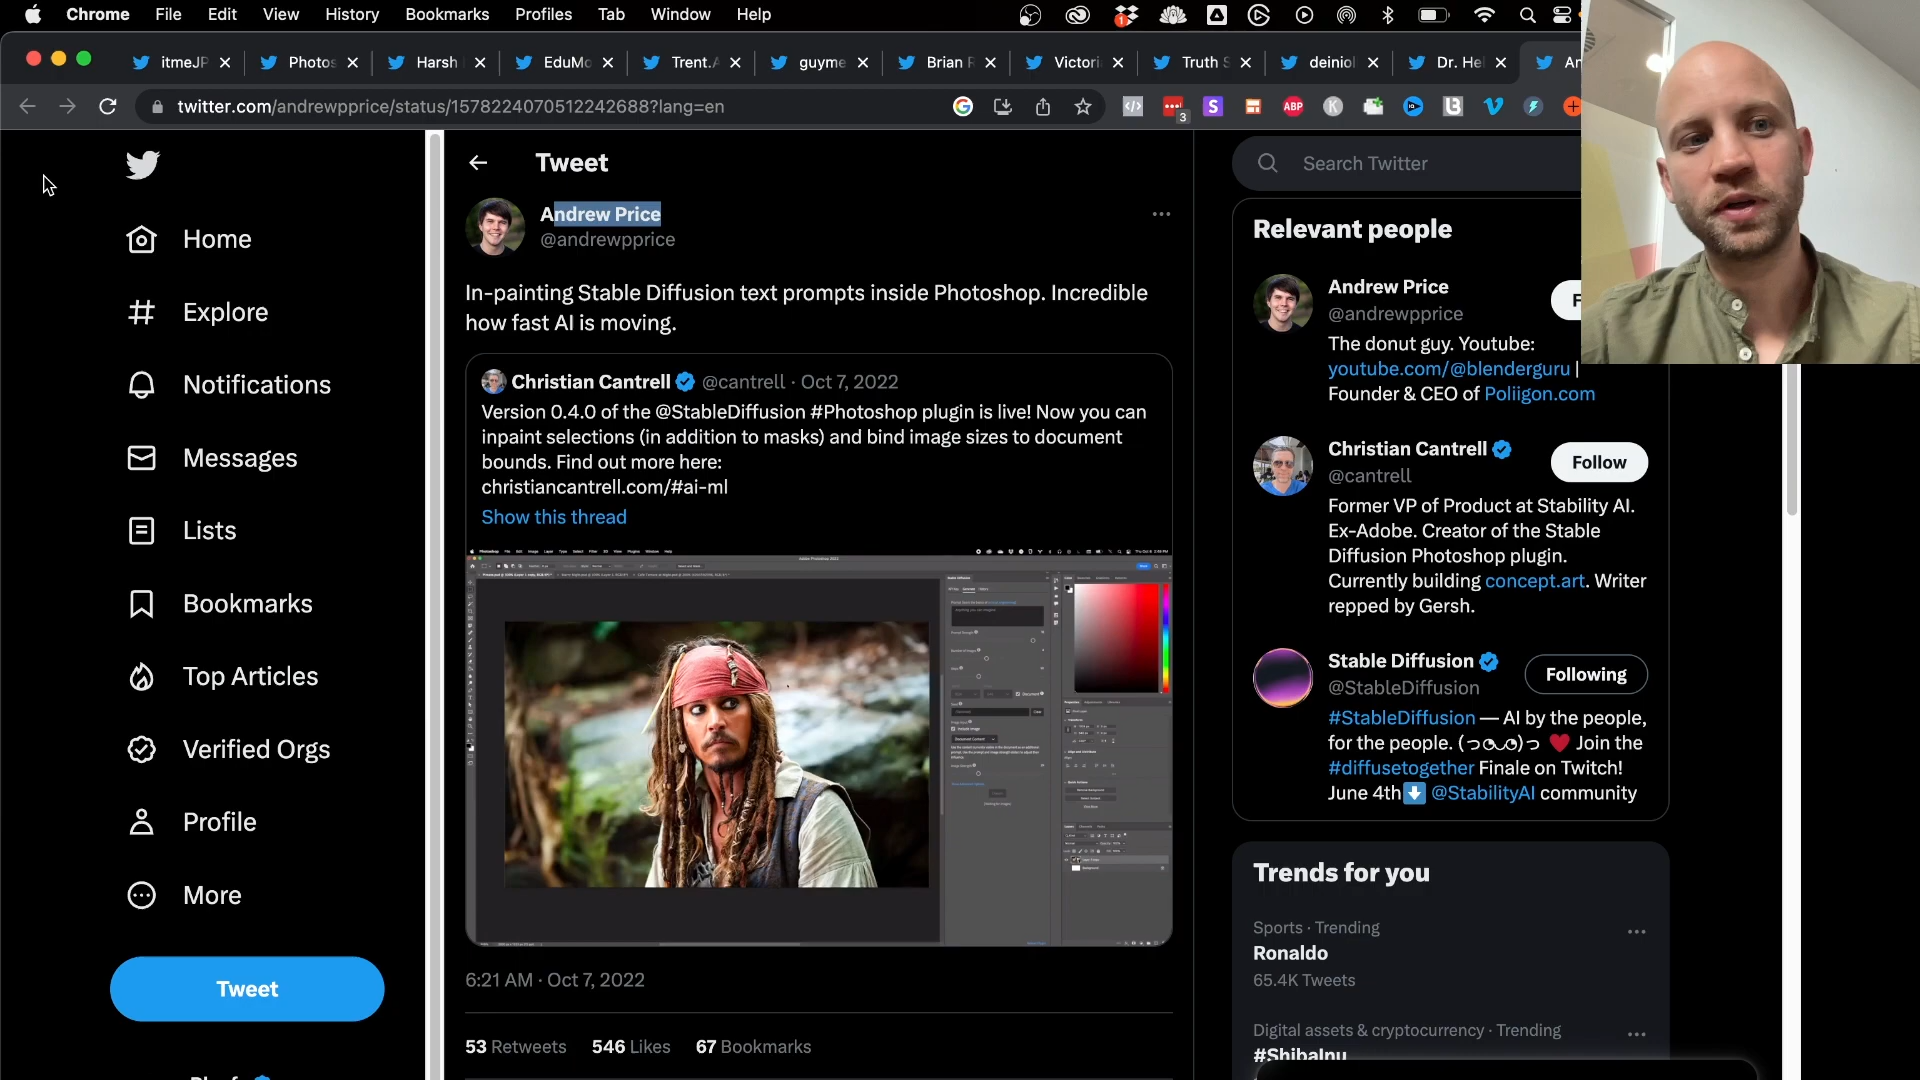 Chrome File Edit View History Bookmarks Profiles Tab Window Help
itmeJP Photos Harsh EduMo Trent.A guyme Brian R Victori Truth S deiniol Dr. Hel An
twitter.com/andrewpprice/status/1578224070512242688?lang=en
Tweet
Search Twitter
Andrew Price
@andrewpprice
In-painting Stable Diffusion text prompts inside Photoshop. Incredible
how fast AI is moving.
Christian Cantrell @cantrell · Oct 7, 2022
Version 0.4.0 of the @StableDiffusion #Photoshop plugin is live! Now you can
inpaint selections (in addition to masks) and bind image sizes to document
bounds. Find out more here:
christiancantrell.com/#ai-ml
Show this thread
6:21 AM · Oct 7, 2022
53 Retweets 546 Likes 67 Bookmarks
Home
Explore
Notifications
Messages
Lists
Bookmarks
Top Articles
Verified Orgs
Profile
More
Tweet
Relevant people
Andrew Price
@andrewpprice
The donut guy. Youtube:
youtube.com/@blenderguru |
Founder & CEO of Poliigon.com
Christian Cantrell
@cantrell
Follow
Former VP of Product at Stability AI.
Ex-Adobe. Creator of the Stable
Diffusion Photoshop plugin.
Currently building concept.art. Writer
repped by Gersh.
Stable Diffusion
@StableDiffusion
Following
#StableDiffusion — AI by the people,
for the people. (っ◕‿◕)っ ♥ Join the
#diffusetogether Finale on Twitch!
June 4th⬇ @StabilityAI community
Trends for you
Sports · Trending
Ronaldo
65.4K Tweets
Digital assets & cryptocurrency · Trending
#ShibaInu